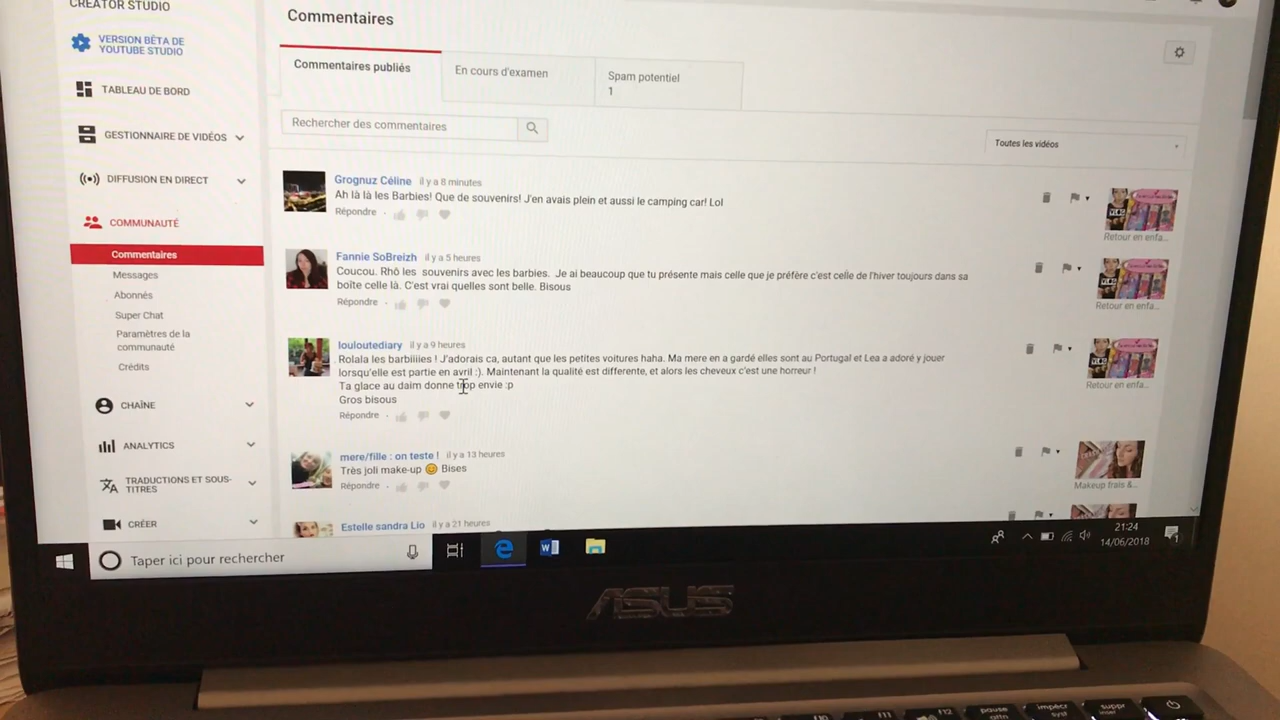 CREATOR STUDIO
VERSION BÊTA DE
YOUTUBE STUDIO
TABLEAU DE BORD
GESTIONNAIRE DE VIDÉOS
DIFFUSION EN DIRECT
COMMUNAUTÉ
Commentaires
Messages
Abonnés
Super Chat
Paramètres de la
communauté
Crédits
CHAÎNE
ANALYTICS
TRADUCTIONS ET SOUS-
TITRES
CRÉER
Commentaires
Commentaires publiés
En cours d'examen
Spam potentiel
1
Rechercher des commentaires
Toutes les vidéos
Grognuz Céline il y a 8 minutes
Ah là là les Barbies! Que de souvenirs! J'en avais plein et aussi le camping car! Lol
Répondre
Retour en enfa...
Fannie SoBreizh il y a 5 heures
Coucou. Rhô les souvenirs avec les barbies. Je ai beaucoup que tu présente mais celle que je préfère c'est celle de l'hiver toujours dans sa
boîte celle là. C'est vrai quelles sont belle. Bisous
Répondre
Retour en enfa...
louloutediary il y a 9 heures
Rolala les barbiiiies ! J'adorais ca, autant que les petites voitures haha. Ma mere en a gardé elles sont au Portugal et Lea a adoré y jouer
lorsqu'elle est partie en avril :). Maintenant la qualité est differente, et alors les cheveux c'est une horreur !
Ta glace au daim donne trop envie :p
Gros bisous
Répondre
Retour en enfa...
mere/fille : on teste ! il y a 13 heures
Très joli make-up 😊 Bises
Répondre
Makeup frais &...
Estelle sandra Lio il y a 21 heures
Taper ici pour rechercher
21:24
14/06/2018
ASUS
F10
F11
F12
pause
attn
impécr
syst
suppr
inser